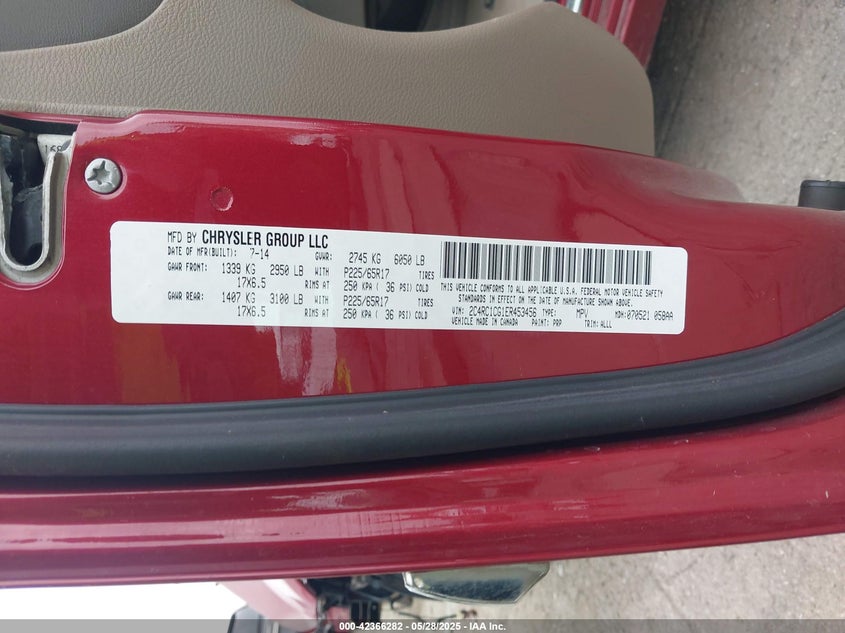 MFD BY CHRYSLER GROUP LLC
DATE OF MFR(BUILT): 7-14 GVWR: 2745 KG 6050 LB
GAWR FRONT: 1339 KG 2950 LB WITH P225/65R17 TIRES
17X6.5 RIMS AT 250 KPA ( 36 PSI) COLD
GAWR REAR: 1407 KG 3100 LB WITH P225/65R17 TIRES
17X6.5 RIMS AT 250 KPA ( 36 PSI) COLD
THIS VEHICLE CONFORMS TO ALL APPLICABLE U.S.A. FEDERAL MOTOR VEHICLE SAFETY
STANDARDS IN EFFECT ON THE DATE OF MANUFACTURE SHOWN ABOVE.
VIN: 2C4RC1CG1ER453456 TYPE: MPV MDH: 070521 058AA
VEHICLE MADE IN CANADA PAINT: PRP TRIM: ALLL
000-42366282 - 05/28/2025 - IAA Inc.